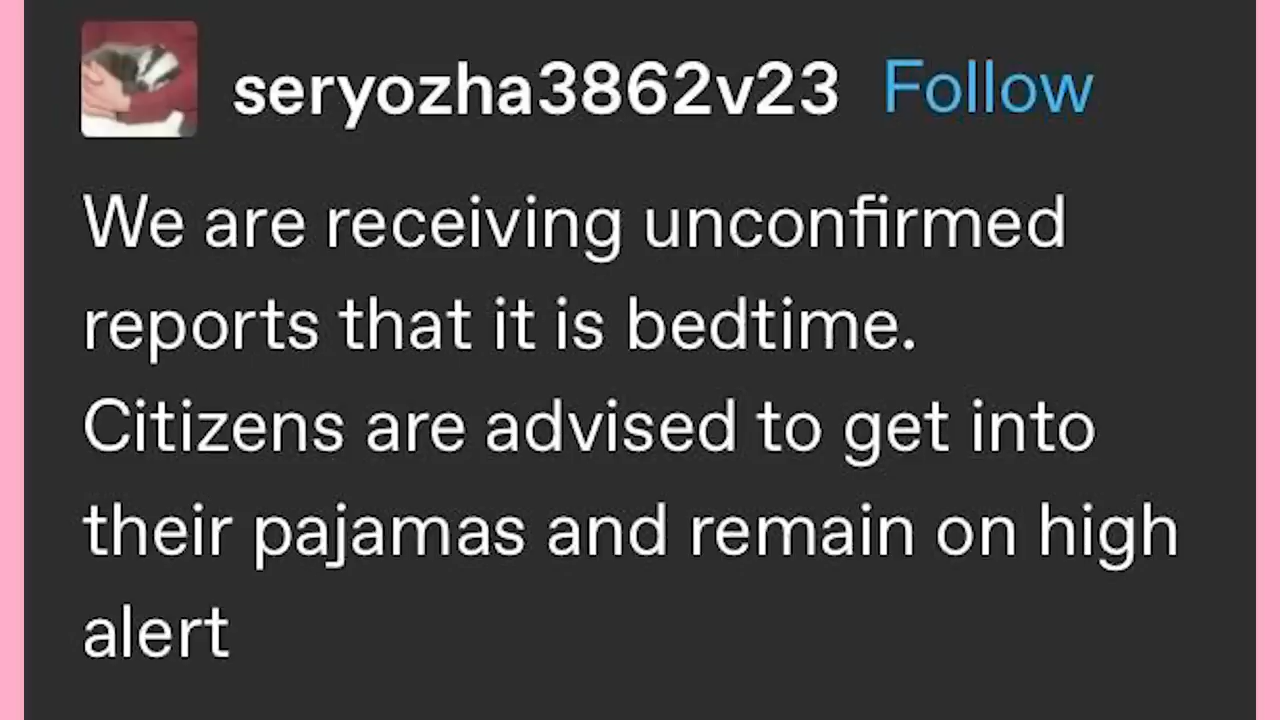 seryozha3862v23 Follow
We are receiving unconfirmed
reports that it is bedtime.
Citizens are advised to get into
their pajamas and remain on high
alert